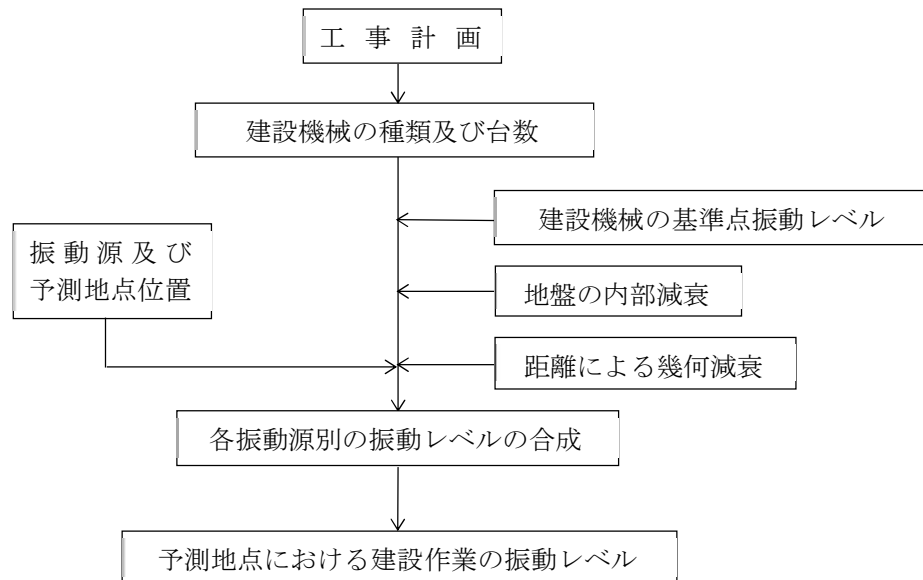 工 事 計 画
建設機械の種類及び台数
建設機械の基準点振動レベル
振 動 源 及 び
予測地点位置
地盤の内部減衰
距離による幾何減衰
各振動源別の振動レベルの合成
予測地点における建設作業の振動レベル